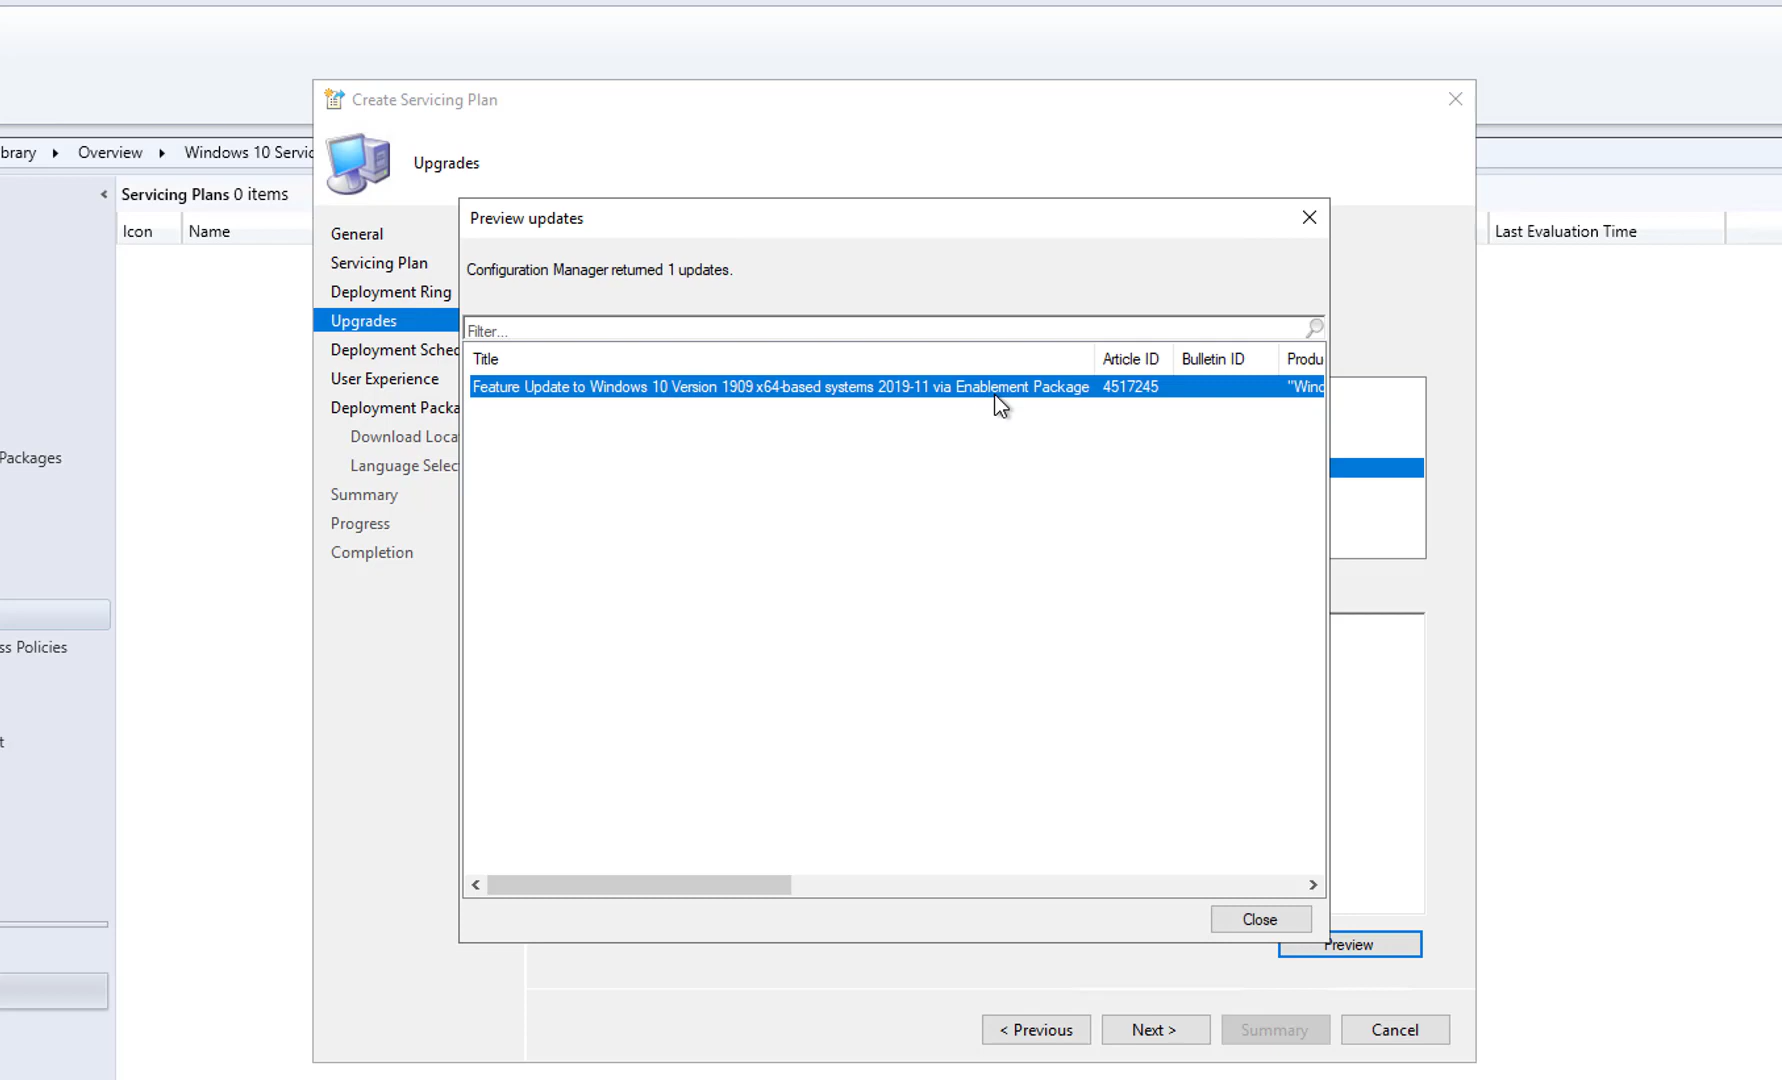 Create Servicing Plan
brary Overview Windows 10 Servic
Upgrades
Servicing Plans 0 items
Icon Name Last Evaluation Time
Packages
ss Policies
t
General
Servicing Plan
Deployment Ring
Upgrades
Deployment Sched
User Experience
Deployment Packa
Download Loca
Language Selec
Summary
Progress
Completion
Preview updates
Configuration Manager returned 1 updates.
Filter...
Title Article ID Bulletin ID Produ
Feature Update to Windows 10 Version 1909 x64-based systems 2019-11 via Enablement Package 4517245 "Wind
Close
Preview
< Previous Next > Summary Cancel